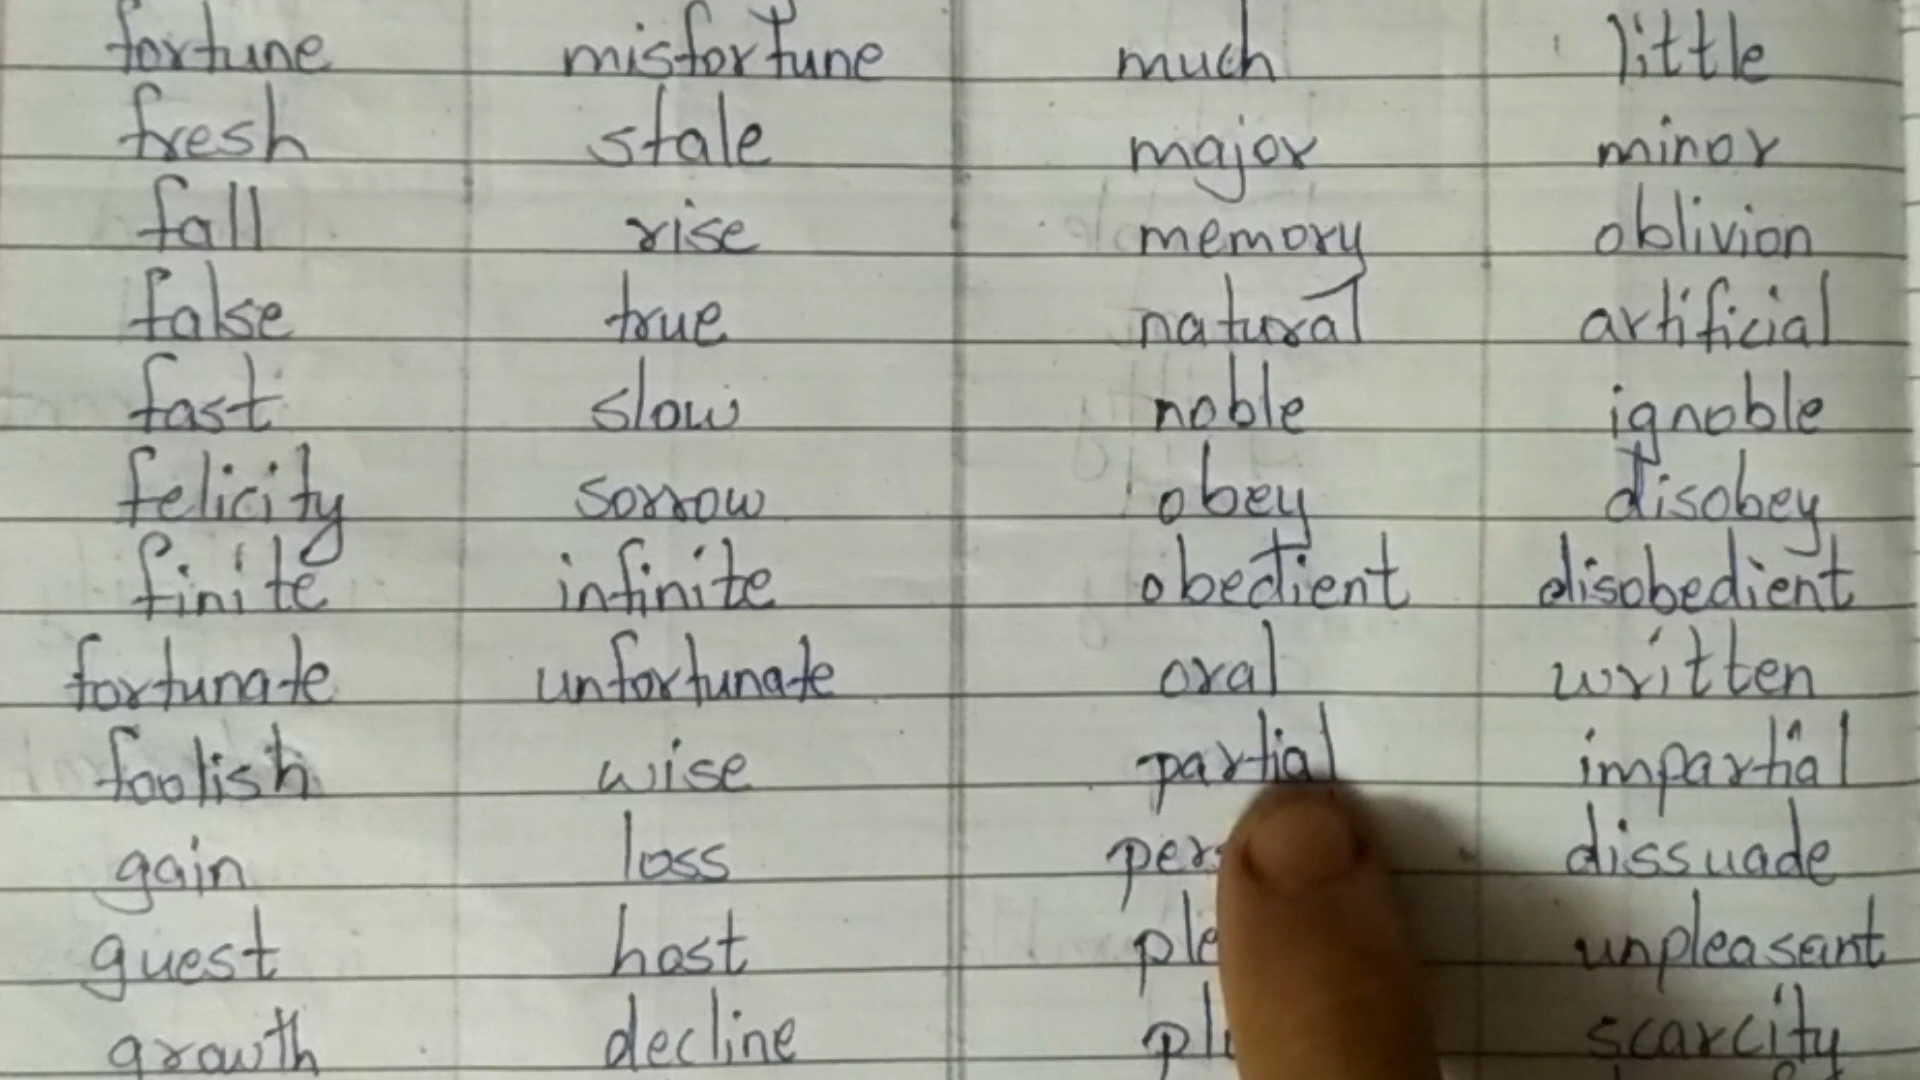 fortune misfortune much little
fresh stale major minor
fall rise memory oblivion
false true natural artificial
fast slow noble ignoble
felicity sorrow obey disobey
finite infinite obedient disobedient
fortunate unfortunate oral written
foolish wise partial impartial
gain loss dissuade
guest host unpleasant
growth decline scarcity